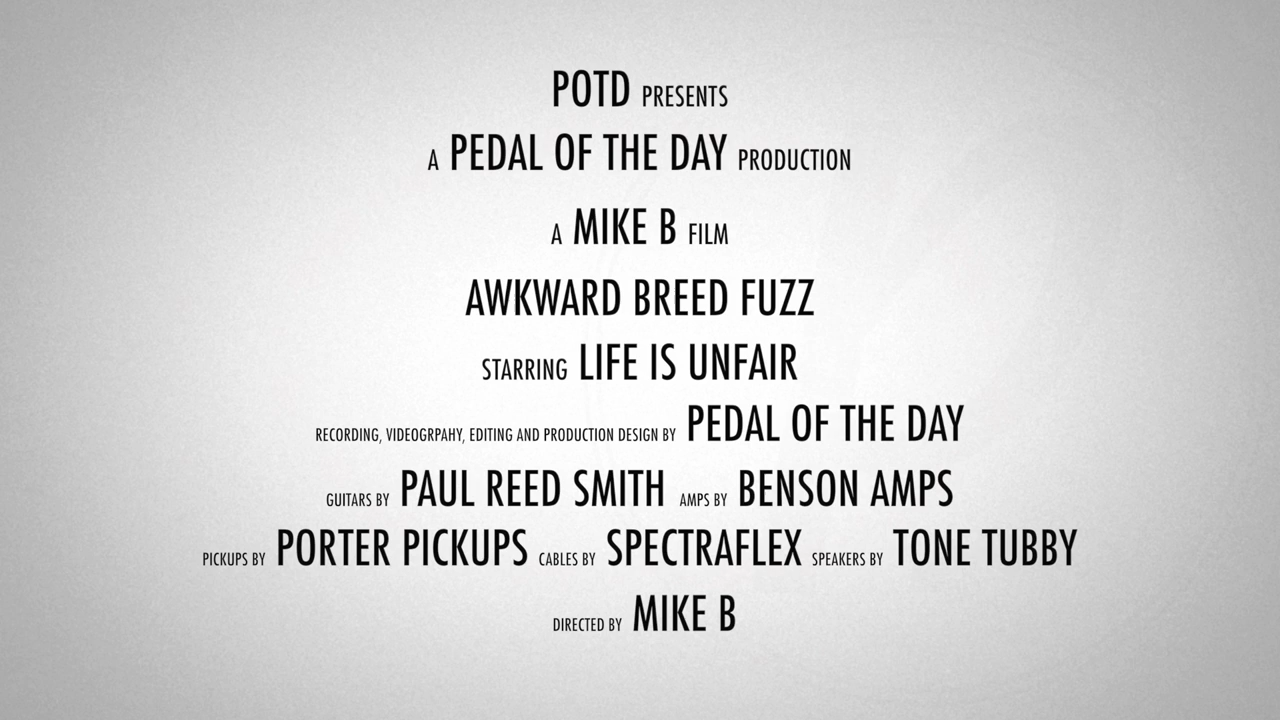 POTD PRESENTS
A PEDAL OF THE DAY PRODUCTION
A MIKE B FILM
AWKWARD BREED FUZZ
STARRING LIFE IS UNFAIR
RECORDING, VIDEOGRPAHY, EDITING AND PRODUCTION DESIGN BY PEDAL OF THE DAY
GUITARS BY PAUL REED SMITH AMPS BY BENSON AMPS
PICKUPS BY PORTER PICKUPS CABLES BY SPECTRAFLEX SPEAKERS BY TONE TUBBY
DIRECTED BY MIKE B